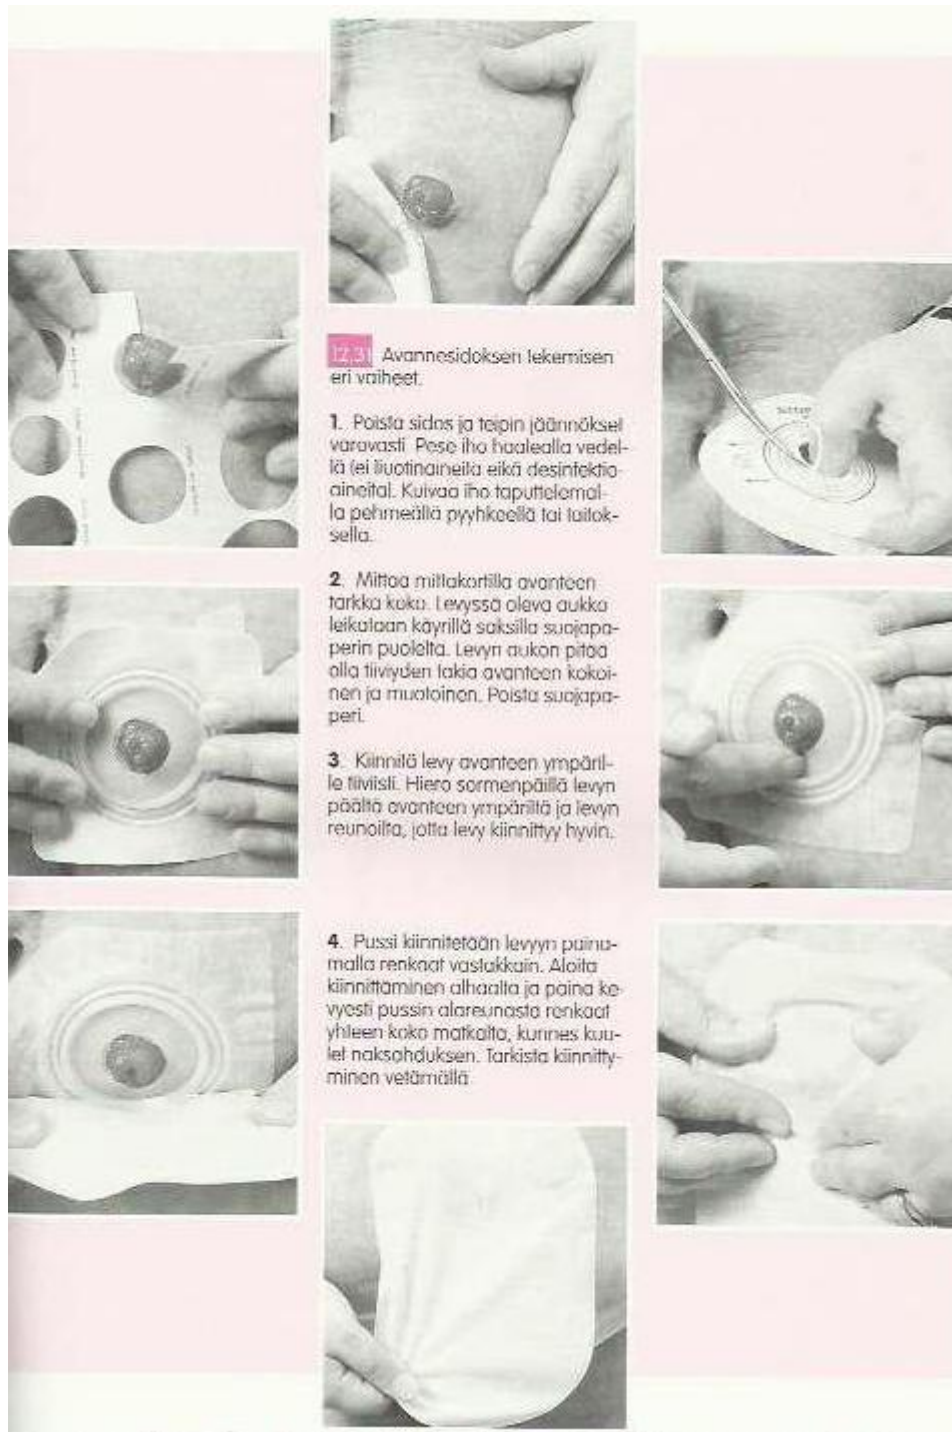 12.31 Avannesidoksen tekemisen
eri vaiheet.
1. Poista sidos ja teipin jäännökset
varovasti. Pese iho haalealla vedel-
lä (ei liuotinaineita eikä desinfektio-
aineita). Kuivaa iho taputtelemal-
la pehmeällä pyyhkeellä tai taitok-
sella.
2. Mittaa mittakortilla avanteen
tarkka koko. Levyssä oleva aukko
leikataan käyrillä saksilla suojapa-
perin puolelta. Levyn aukon pitää
olla tiiviyden takia avanteen kokoi-
nen ja muotoinen. Poista suojapa-
peri.
3. Kiinnitä levy avanteen ympäril-
le tiiviisti. Hiero sormenpäillä levyn
päältä avanteen ympäriltä ja levyn
reunoilta, jotta levy kiinnittyy hyvin.
4. Pussi kiinnitetään levyyn paina-
malla renkaat vastakkain. Aloita
kiinnittäminen alhaalta ja paina ke-
vyesti pussin alareunasta renkaat
yhteen koko matkalta, kunnes kuu-
let naksahduksen. Tarkista kiinnitty-
minen vetämällä.